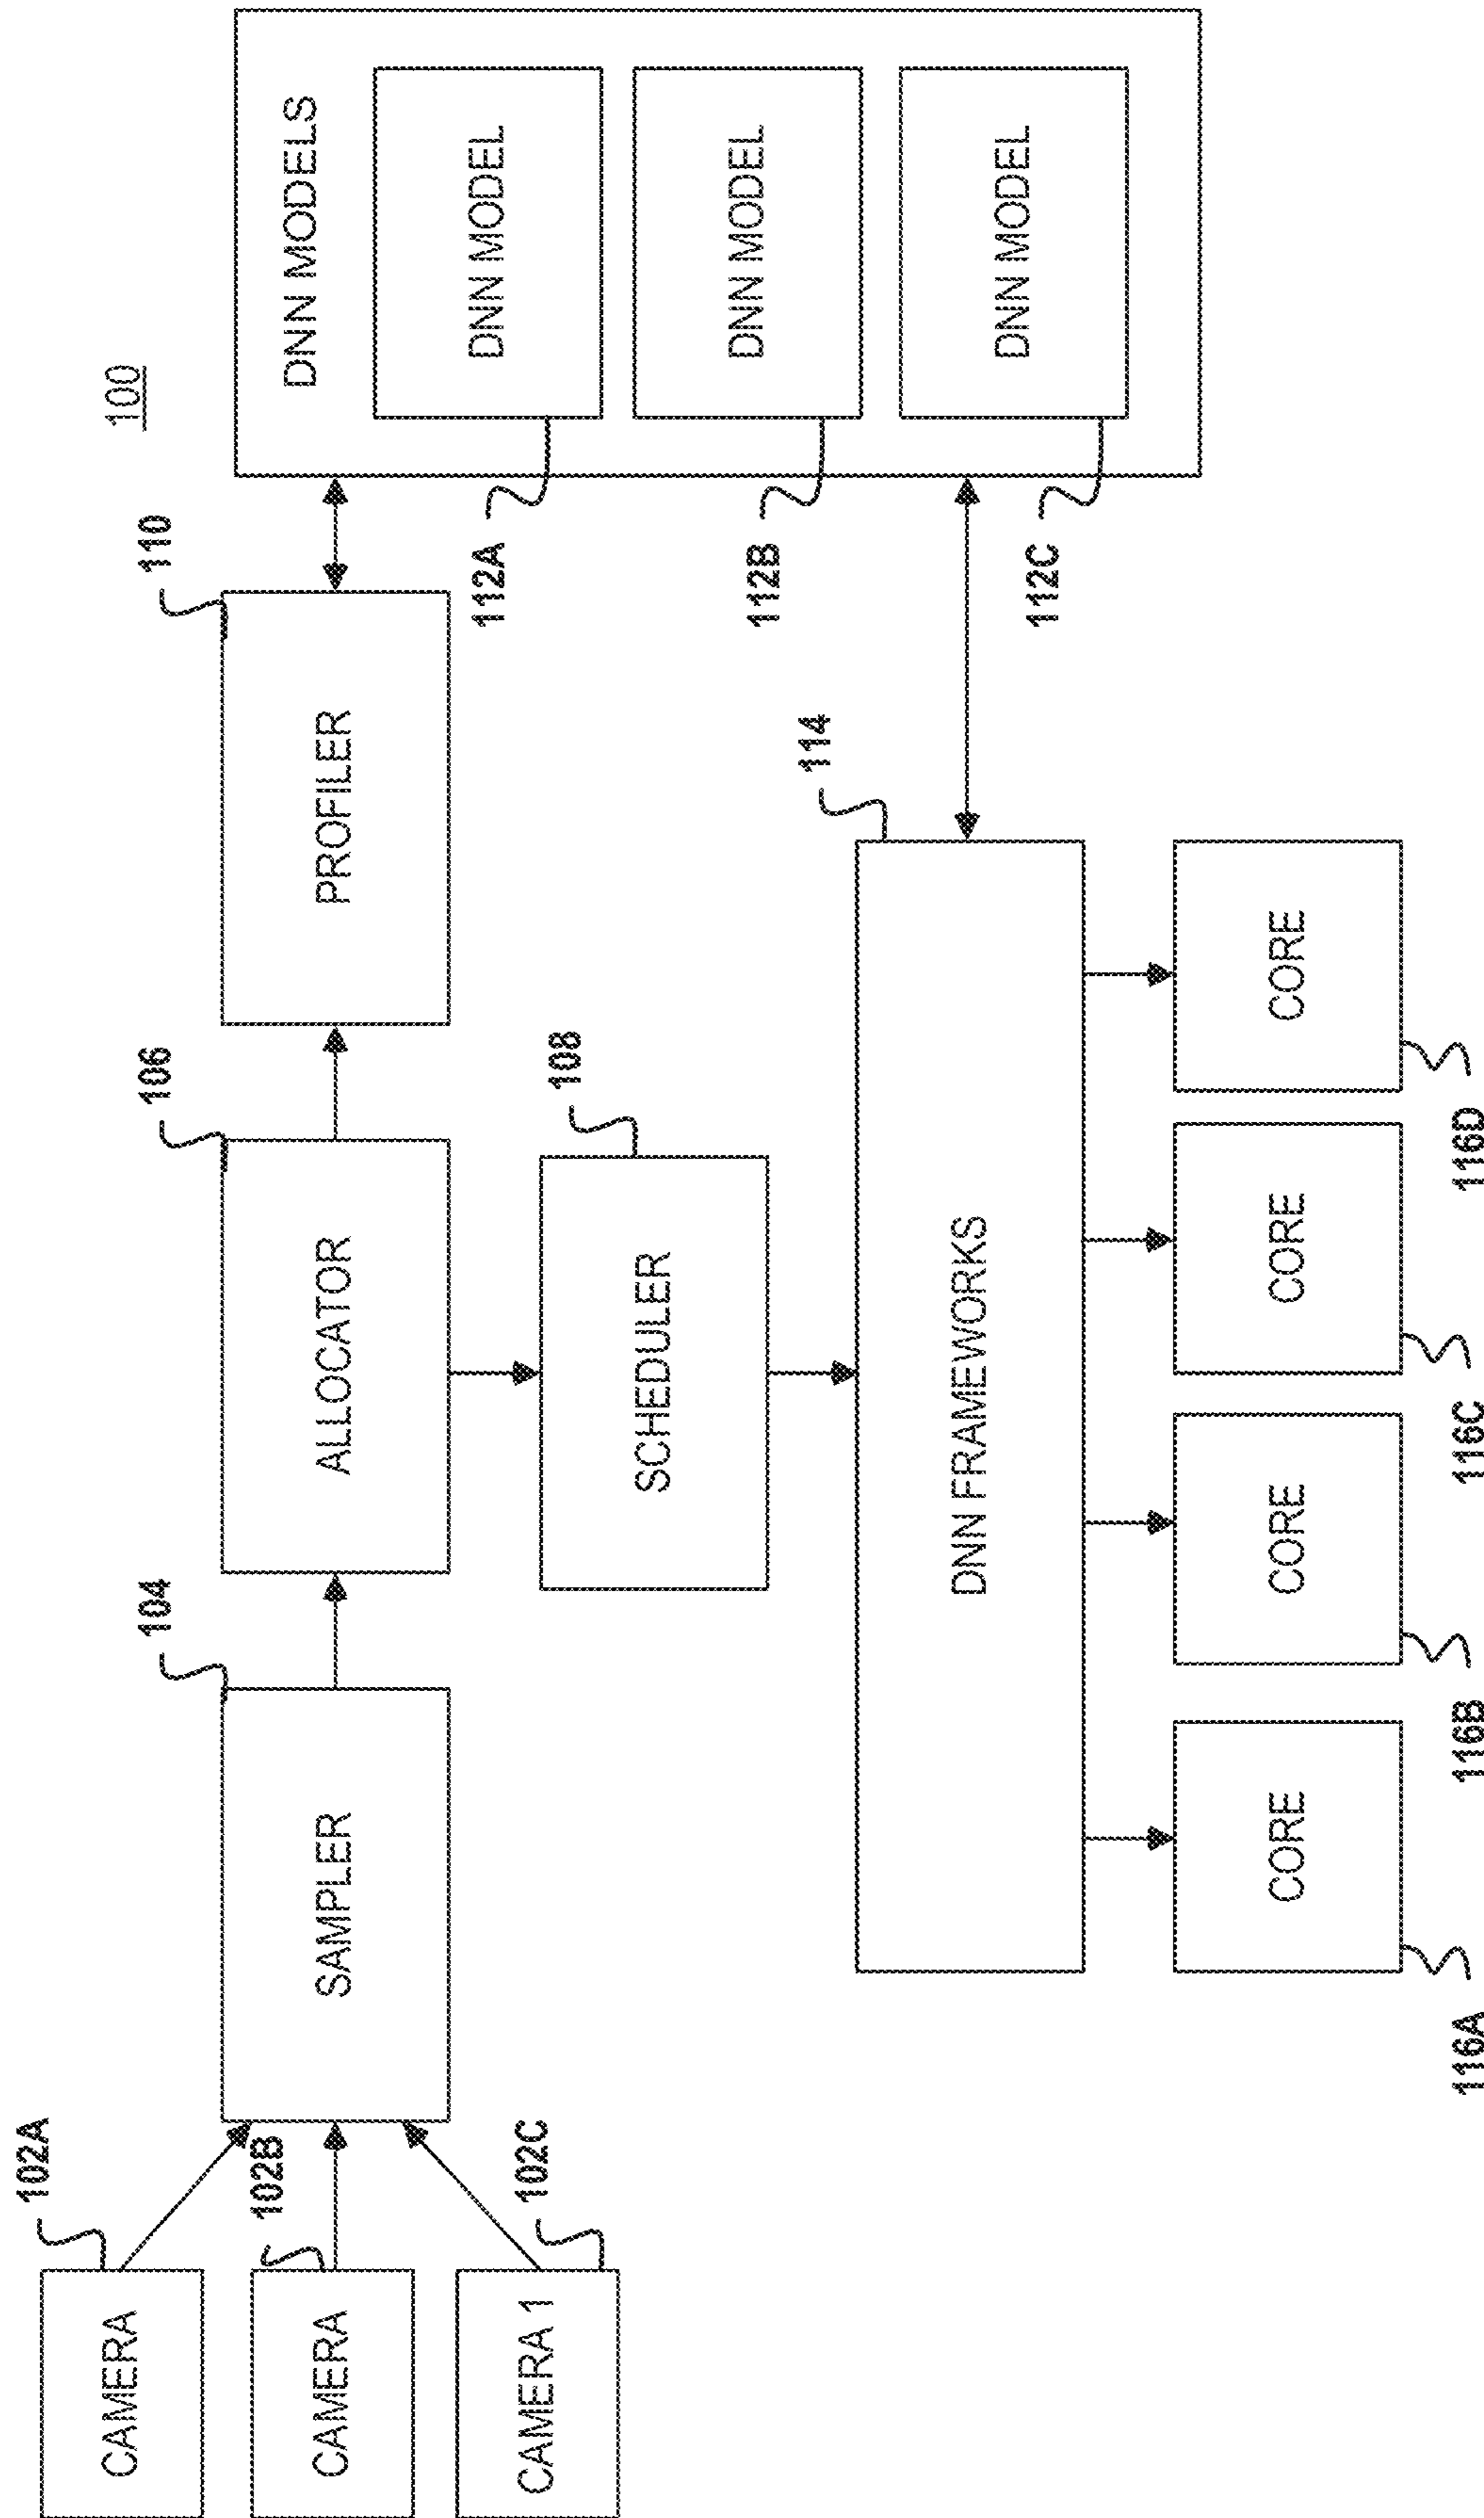 100
102A
CAMERA
102B
CAMERA
102C
CAMERA 1
104
SAMPLER
106
ALLOCATOR
110
PROFILER
108
SCHEDULER
DNN MODELS
DNN MODEL
112A
DNN MODEL
112B
DNN MODEL
112C
114
DNN FRAMEWORKS
CORE
116A
CORE
116B
CORE
116C
CORE
116D